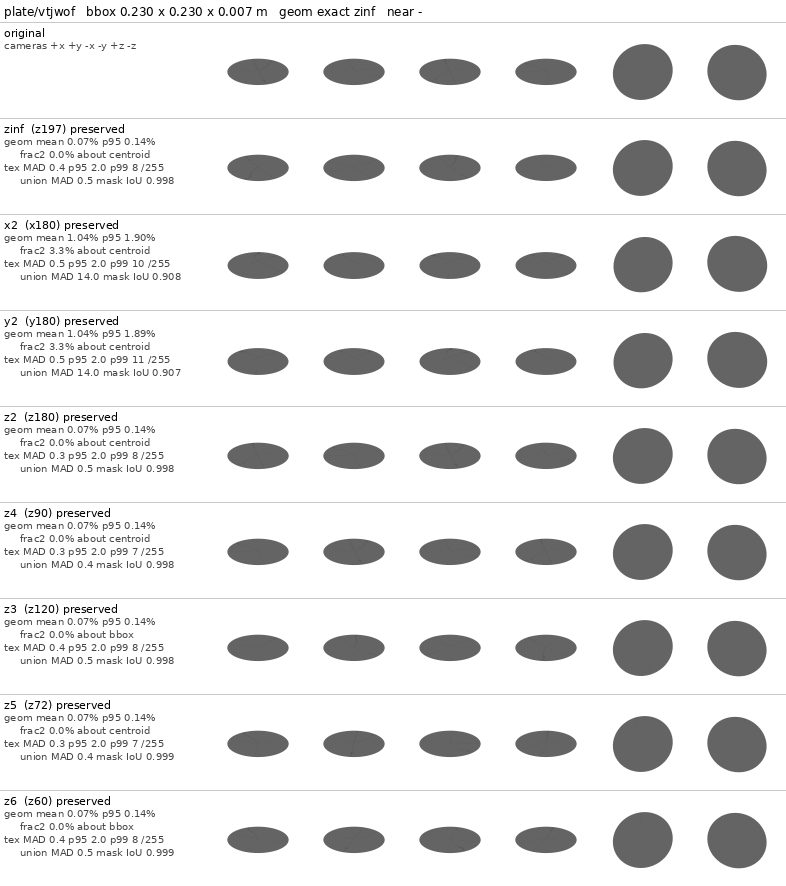 plate/vtjwof bbox 0.230 x 0.230 x 0.007 m geom exact zinf near -
original
cameras +x +y -x -y +z -z
zinf (z197) preserved
geom mean 0.07% p95 0.14%
frac2 0.0% about centroid
tex MAD 0.4 p95 2.0 p99 8 /255
union MAD 0.5 mask IoU 0.998
x2 (x180) preserved
geom mean 1.04% p95 1.90%
frac2 3.3% about centroid
tex MAD 0.5 p95 2.0 p99 10 /255
union MAD 14.0 mask IoU 0.908
y2 (y180) preserved
geom mean 1.04% p95 1.89%
frac2 3.3% about centroid
tex MAD 0.5 p95 2.0 p99 11 /255
union MAD 14.0 mask IoU 0.907
z2 (z180) preserved
geom mean 0.07% p95 0.14%
frac2 0.0% about centroid
tex MAD 0.3 p95 2.0 p99 8 /255
union MAD 0.5 mask IoU 0.998
z4 (z90) preserved
geom mean 0.07% p95 0.14%
frac2 0.0% about centroid
tex MAD 0.3 p95 2.0 p99 7 /255
union MAD 0.4 mask IoU 0.998
z3 (z120) preserved
geom mean 0.07% p95 0.14%
frac2 0.0% about bbox
tex MAD 0.4 p95 2.0 p99 8 /255
union MAD 0.5 mask IoU 0.998
z5 (z72) preserved
geom mean 0.07% p95 0.14%
frac2 0.0% about centroid
tex MAD 0.3 p95 2.0 p99 7 /255
union MAD 0.4 mask IoU 0.999
z6 (z60) preserved
geom mean 0.07% p95 0.14%
frac2 0.0% about bbox
tex MAD 0.4 p95 2.0 p99 8 /255
union MAD 0.5 mask IoU 0.999